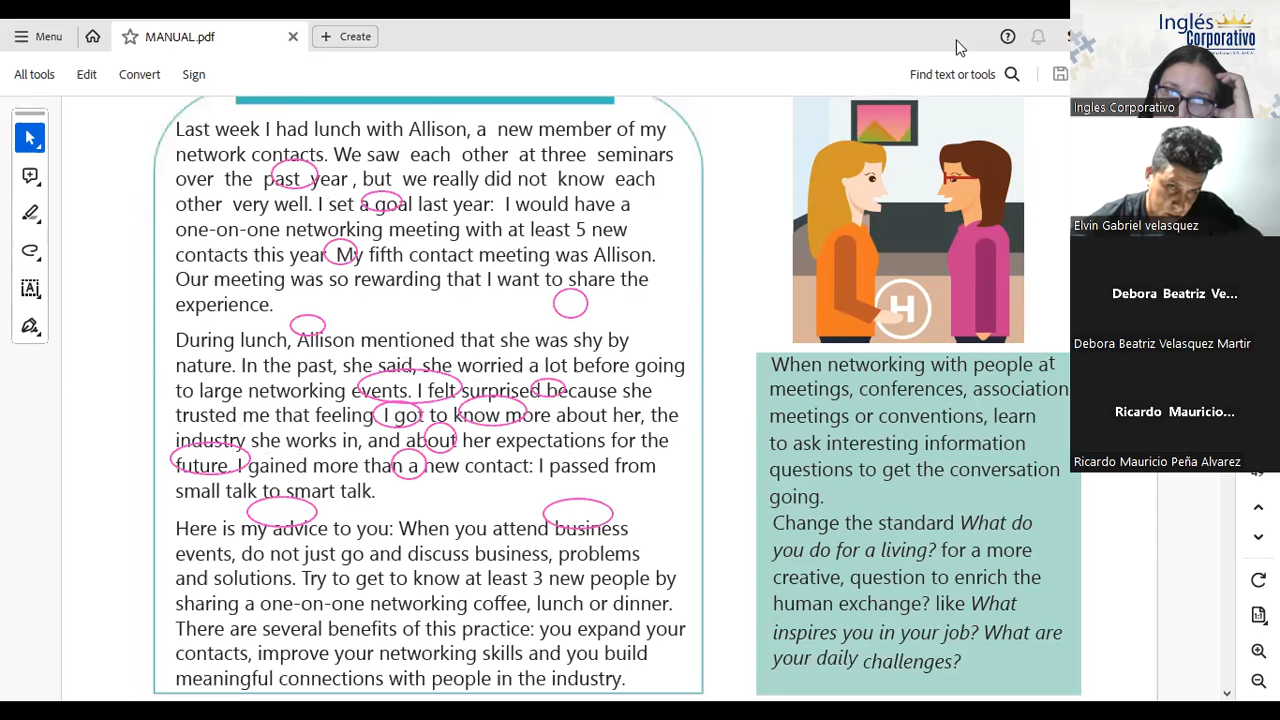 Menu
MANUAL.pdf
Create
All tools
Edit
Convert
Sign
Find text or tools
Last week I had lunch with Allison, a new member of my
network contacts. We saw each other at three seminars
over the past year , but we really did not know each
other very well. I set a goal last year: I would have a
one-on-one networking meeting with at least 5 new
contacts this year. My fifth contact meeting was Allison.
Our meeting was so rewarding that I want to share the
experience.
During lunch, Allison mentioned that she was shy by
nature. In the past, she said, she worried a lot before going
to large networking events. I felt surprised because she
trusted me that feeling. I got to know more about her, the
industry she works in, and about her expectations for the
future. I gained more than a new contact: I passed from
small talk to smart talk.
Here is my advice to you: When you attend business
events, do not just go and discuss business, problems
and solutions. Try to get to know at least 3 new people by
sharing a one-on-one networking coffee, lunch or dinner.
There are several benefits of this practice: you expand your
contacts, improve your networking skills and you build
meaningful connections with people in the industry.
H
When networking with people at
meetings, conferences, association
meetings or conventions, learn
to ask interesting information
questions to get the conversation
going.
Change the standard What do
you do for a living? for a more
creative, question to enrich the
human exchange? like What
inspires you in your job? What are
your daily challenges?
Inglés
Corporativo
Ingles Corporativo
Elvin Gabriel velasquez
Debora Beatriz Ve...
Debora Beatriz Velasquez Martir
Ricardo Mauricio...
Ricardo Mauricio Peña Alvarez